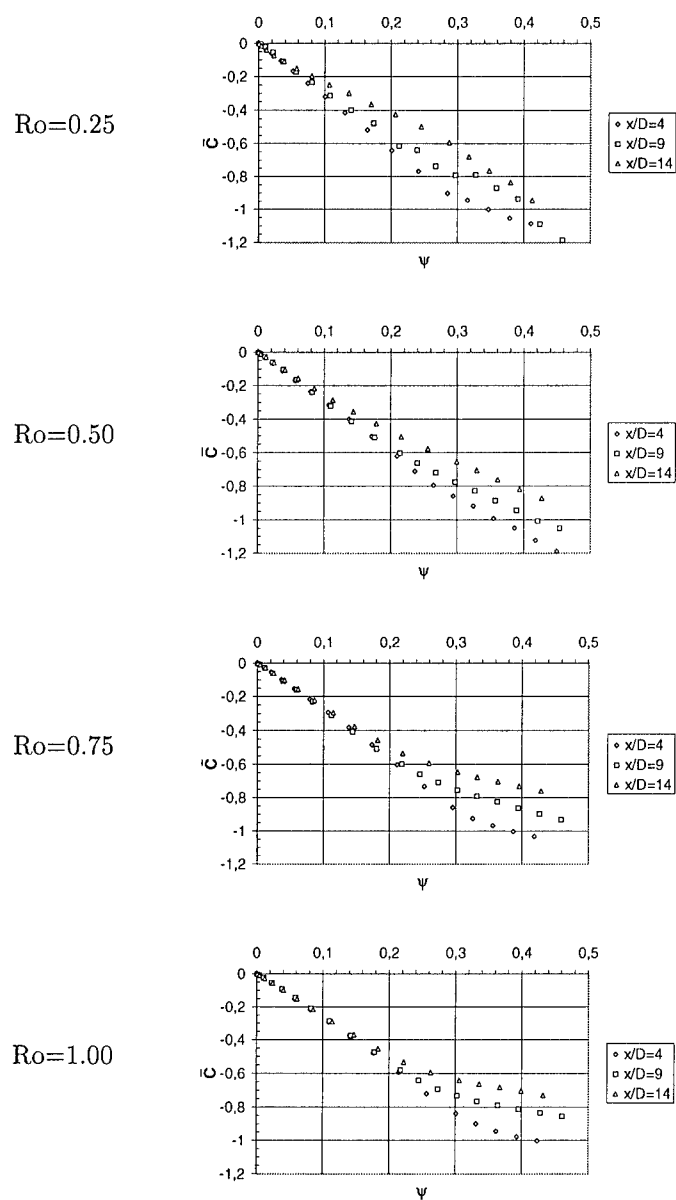 0 0,1 0,2 0,3 0,4 0,5
0
-0,2
-0,4
-0,6
-0,8
-1
-1,2
C̄
ψ
Ro=0.25
x/D=4
x/D=9
x/D=14
0 0,1 0,2 0,3 0,4 0,5
0
-0,2
-0,4
-0,6
-0,8
-1
-1,2
C̄
ψ
Ro=0.50
x/D=4
x/D=9
x/D=14
0 0,1 0,2 0,3 0,4 0,5
0
-0,2
-0,4
-0,6
-0,8
-1
-1,2
C̄
ψ
Ro=0.75
x/D=4
x/D=9
x/D=14
0 0,1 0,2 0,3 0,4 0,5
0
-0,2
-0,4
-0,6
-0,8
-1
-1,2
C̄
ψ
Ro=1.00
x/D=4
x/D=9
x/D=14